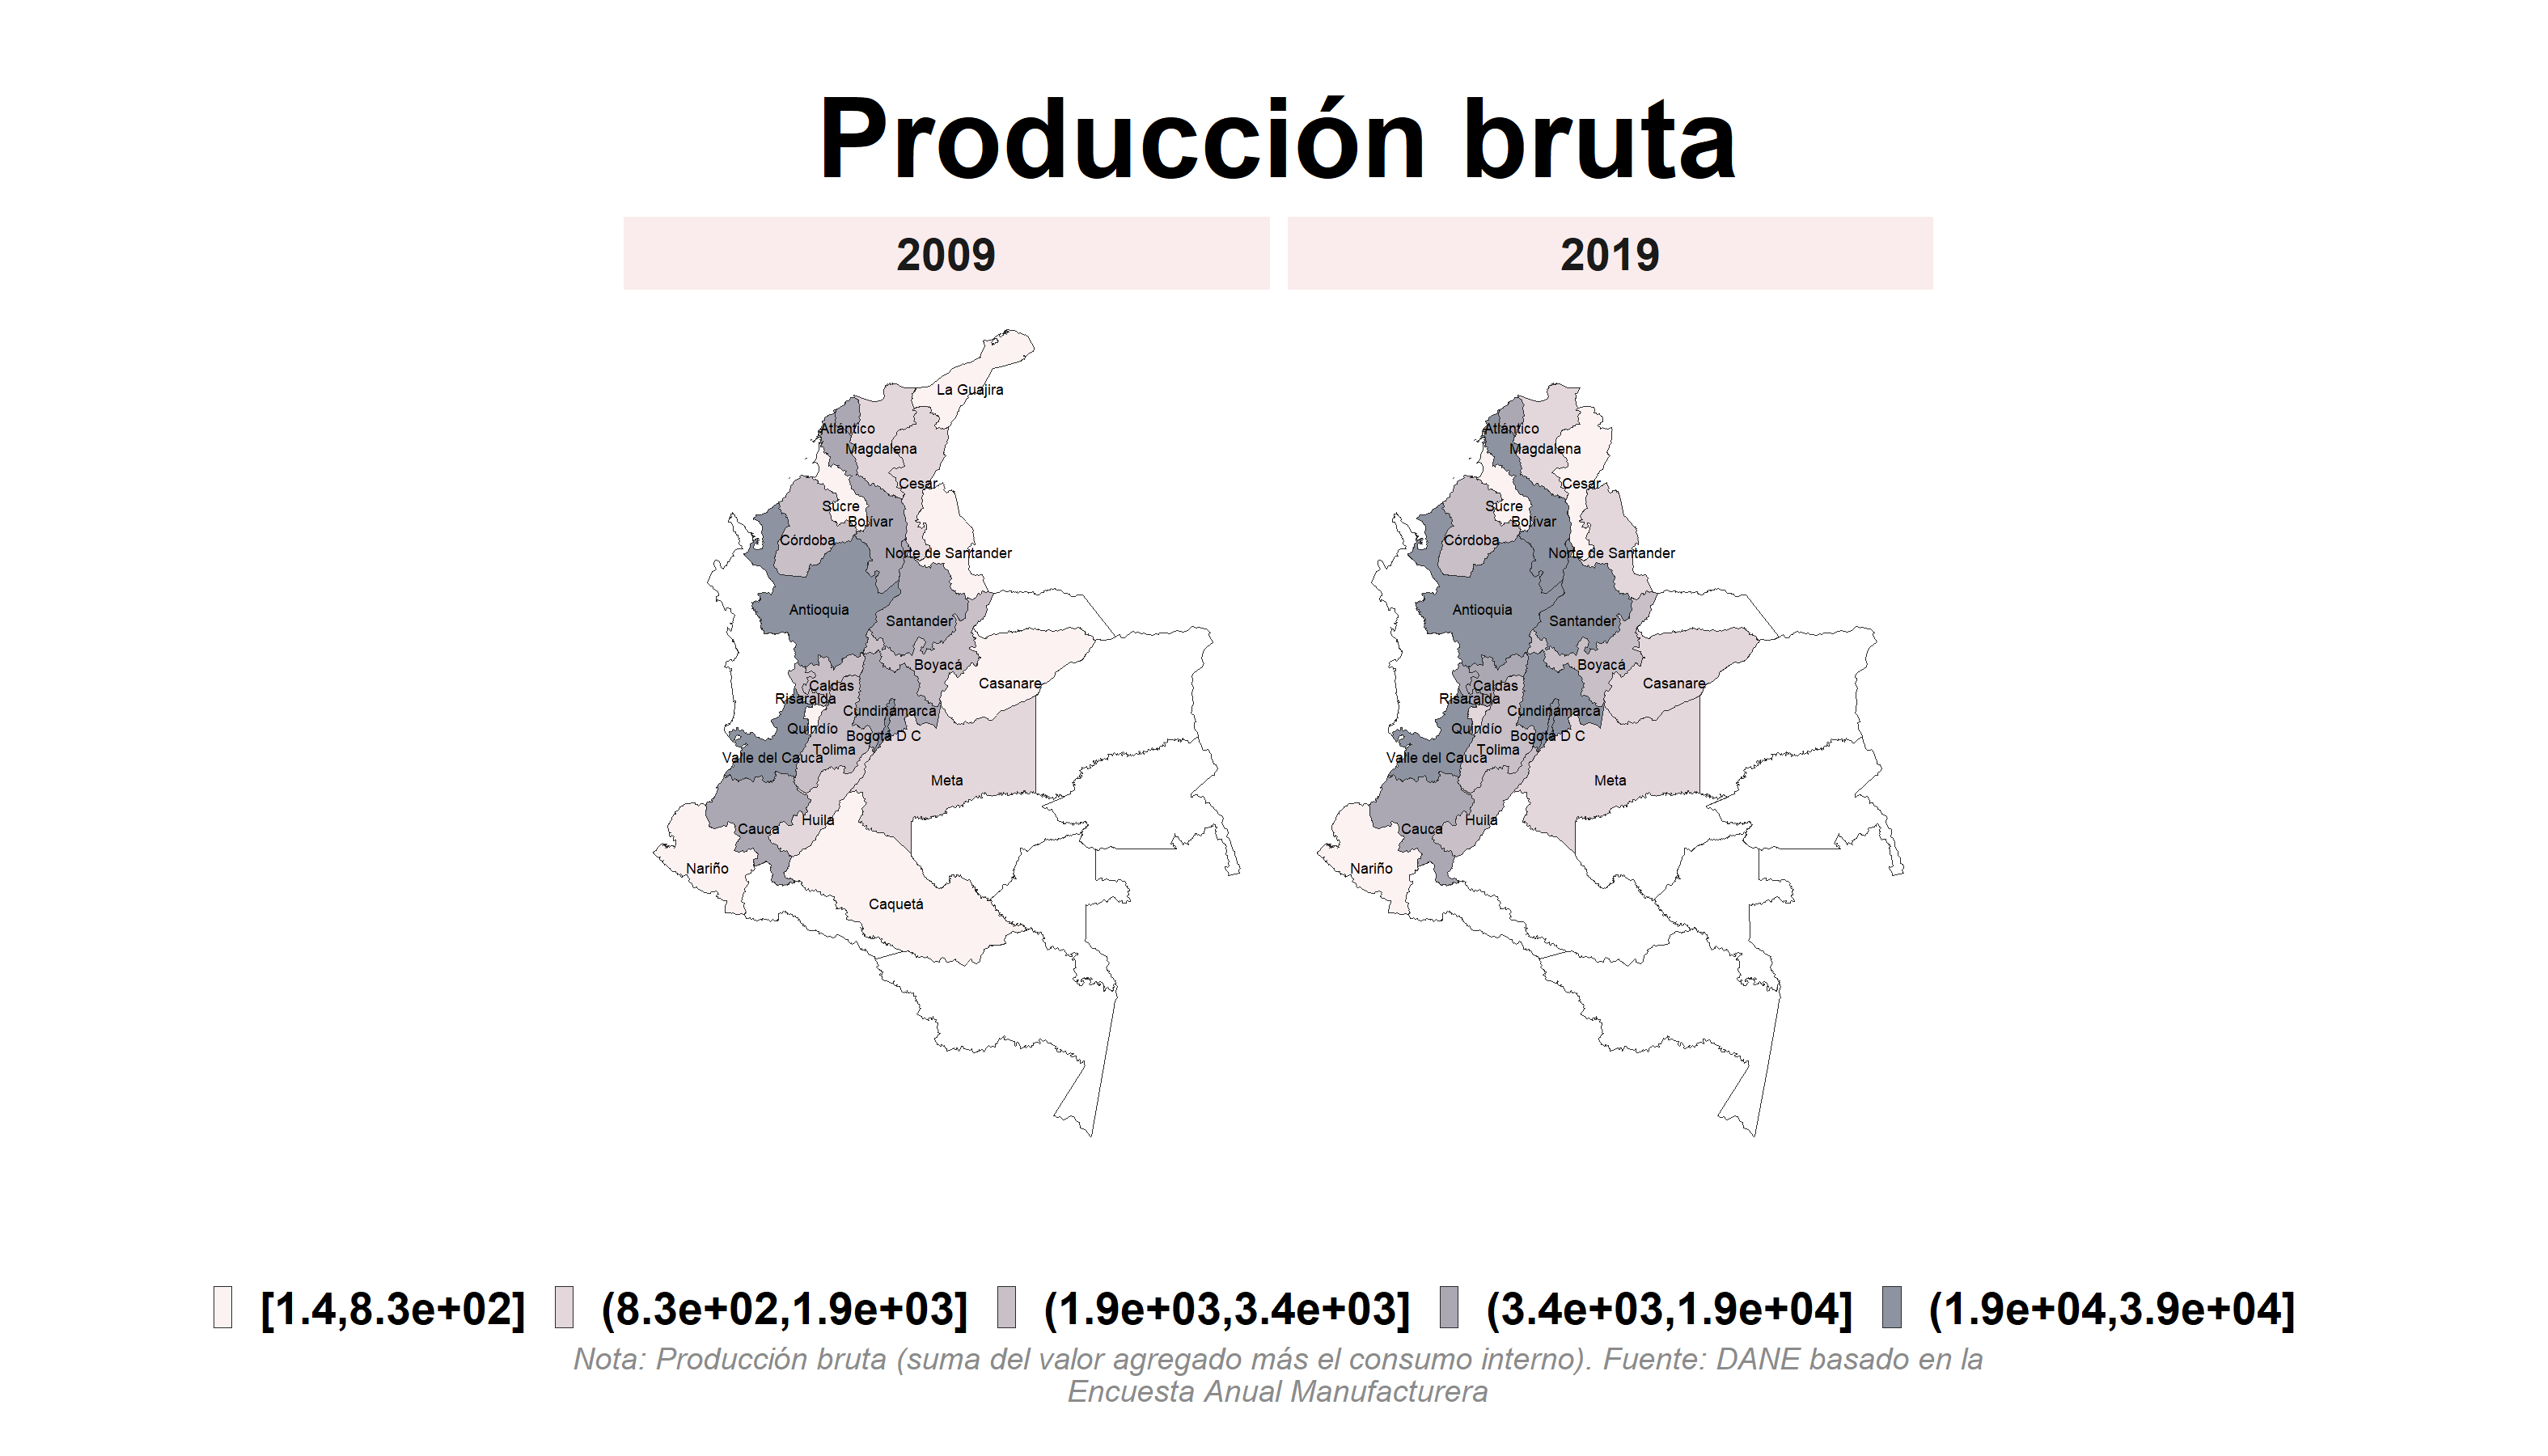 Producción bruta
2009
2019
La Guajira
Atlántico
Magdalena
Cesar
Sucre
Bolívar
Córdoba
Norte de Santander
Antioquia
Santander
Boyacá
Casanare
Caldas
Risaralda
Cundinamarca
Quindío
Bogotá D C
Tolima
Valle del Cauca
Meta
Huila
Cauca
Nariño
Caquetá
Atlántico
Magdalena
Cesar
Sucre
Bolívar
Córdoba
Norte de Santander
Antioquia
Santander
Boyacá
Casanare
Caldas
Risaralda
Cundinamarca
Quindío
Bogotá D C
Tolima
Valle del Cauca
Meta
Huila
Cauca
Nariño
[1.4,8.3e+02] (8.3e+02,1.9e+03] (1.9e+03,3.4e+03] (3.4e+03,1.9e+04] (1.9e+04,3.9e+04]
Nota: Producción bruta (suma del valor agregado más el consumo interno). Fuente: DANE basado en la
Encuesta Anual Manufacturera